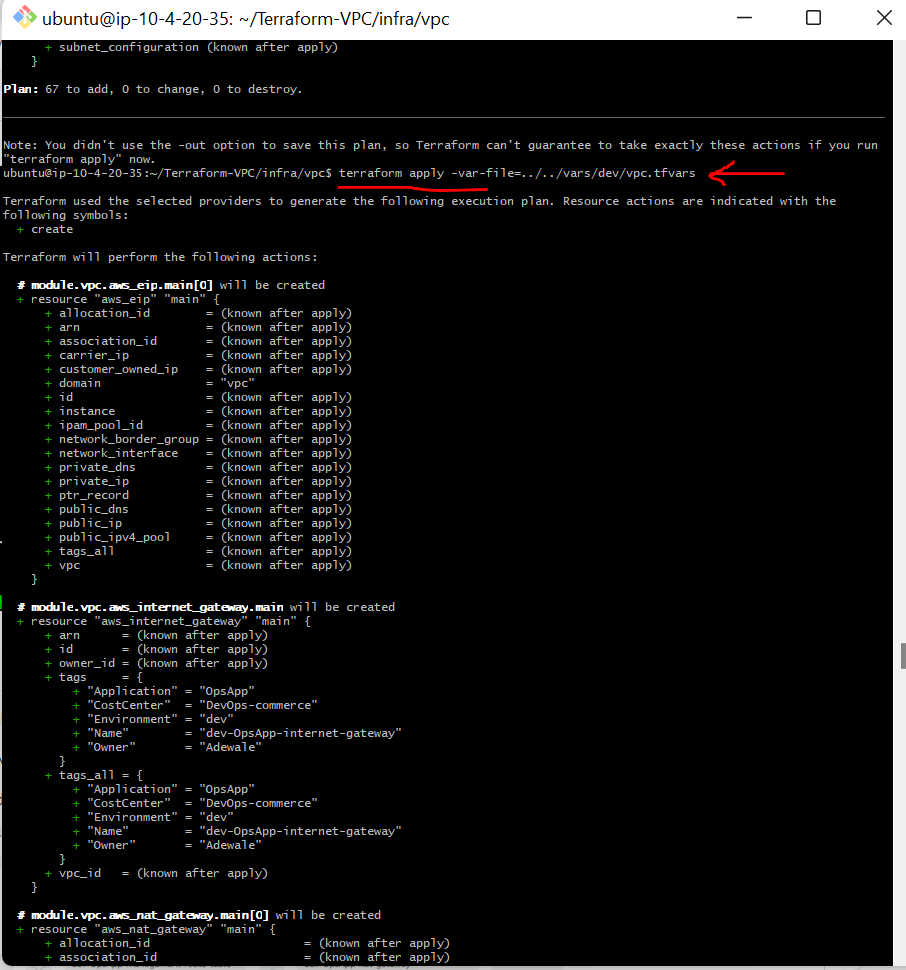 ubuntu@ip-10-4-20-35: ~/Terraform-VPC/infra/vpc
+ subnet_configuration (known after apply)
}
Plan: 67 to add, 0 to change, 0 to destroy.
Note: You didn't use the -out option to save this plan, so Terraform can't guarantee to take exactly these actions if you run
"terraform apply" now.
ubuntu@ip-10-4-20-35:~/Terraform-VPC/infra/vpc$ terraform apply -var-file=../../vars/dev/vpc.tfvars
Terraform used the selected providers to generate the following execution plan. Resource actions are indicated with the
following symbols:
+ create
Terraform will perform the following actions:
# module.vpc.aws_eip.main[0] will be created
+ resource "aws_eip" "main" {
+ allocation_id = (known after apply)
+ arn = (known after apply)
+ association_id = (known after apply)
+ carrier_ip = (known after apply)
+ customer_owned_ip = (known after apply)
+ domain = "vpc"
+ id = (known after apply)
+ instance = (known after apply)
+ ipam_pool_id = (known after apply)
+ network_border_group = (known after apply)
+ network_interface = (known after apply)
+ private_dns = (known after apply)
+ private_ip = (known after apply)
+ ptr_record = (known after apply)
+ public_dns = (known after apply)
+ public_ip = (known after apply)
+ public_ipv4_pool = (known after apply)
+ tags_all = (known after apply)
+ vpc = (known after apply)
}
# module.vpc.aws_internet_gateway.main will be created
+ resource "aws_internet_gateway" "main" {
+ arn = (known after apply)
+ id = (known after apply)
+ owner_id = (known after apply)
+ tags = {
+ "Application" = "OpsApp"
+ "CostCenter" = "DevOps-commerce"
+ "Environment" = "dev"
+ "Name" = "dev-OpsApp-internet-gateway"
+ "Owner" = "Adewale"
}
+ tags_all = {
+ "Application" = "OpsApp"
+ "CostCenter" = "DevOps-commerce"
+ "Environment" = "dev"
+ "Name" = "dev-OpsApp-internet-gateway"
+ "Owner" = "Adewale"
}
+ vpc_id = (known after apply)
}
# module.vpc.aws_nat_gateway.main[0] will be created
+ resource "aws_nat_gateway" "main" {
+ allocation_id = (known after apply)
+ association_id = (known after apply)